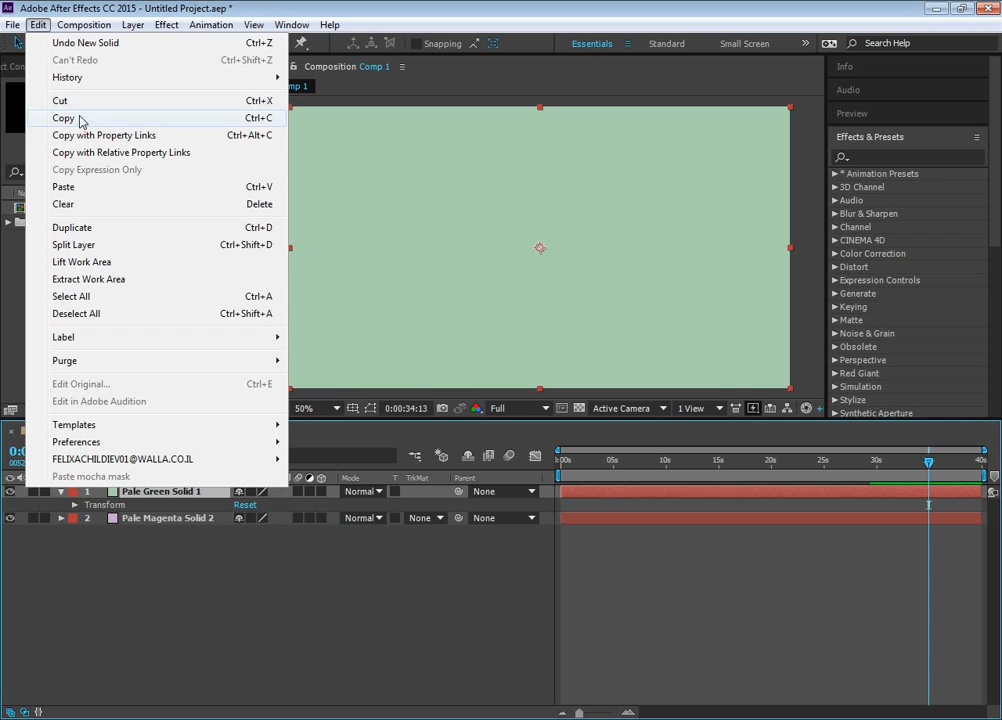 Adobe After Effects CC 2015 - Untitled Project.aep *
File Edit Composition Layer Effect Animation View Window Help
Snapping Essentials Standard Small Screen Search Help
Composition Comp 1
mp 1
Undo New Solid Ctrl+Z
Can't Redo Ctrl+Shift+Z
History
Cut Ctrl+X
Copy Ctrl+C
Copy with Property Links Ctrl+Alt+C
Copy with Relative Property Links
Copy Expression Only
Paste Ctrl+V
Clear Delete
Duplicate Ctrl+D
Split Layer Ctrl+Shift+D
Lift Work Area
Extract Work Area
Select All Ctrl+A
Deselect All Ctrl+Shift+A
Label
Purge
Edit Original... Ctrl+E
Edit in Adobe Audition
Templates
Preferences
FELIXACHILDIEV01@WALLA.CO.IL
Paste mocha mask
Info
Audio
Preview
Effects & Presets
* Animation Presets
3D Channel
Audio
Blur & Sharpen
Channel
CINEMA 4D
Color Correction
Distort
Expression Controls
Generate
Keying
Matte
Noise & Grain
Obsolete
Perspective
Red Giant
Simulation
Stylize
Synthetic Aperture
50% 0:00:34:13 Full Active Camera 1 View
:00s 05s 10s 15s 20s 25s 30s 40s
Mode T TrkMat Parent
1 Pale Green Solid 1 Normal None
Transform Reset
2 Pale Magenta Solid 2 Normal None None